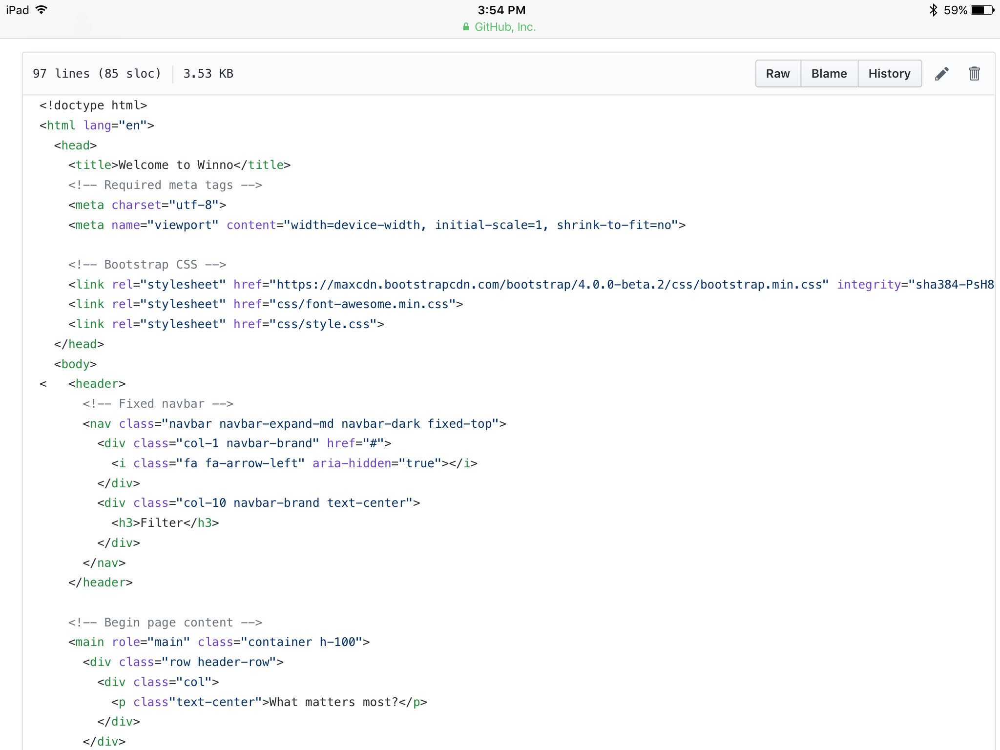 iPad 3:54 PM 59%
GitHub, Inc.
97 lines (85 sloc) 3.53 KB Raw Blame History
<!doctype html>
<html lang="en">
  <head>
    <title>Welcome to Winno</title>
    <!-- Required meta tags -->
    <meta charset="utf-8">
    <meta name="viewport" content="width=device-width, initial-scale=1, shrink-to-fit=no">

    <!-- Bootstrap CSS -->
    <link rel="stylesheet" href="https://maxcdn.bootstrapcdn.com/bootstrap/4.0.0-beta.2/css/bootstrap.min.css" integrity="sha384-PsH8
    <link rel="stylesheet" href="css/font-awesome.min.css">
    <link rel="stylesheet" href="css/style.css">
  </head>
  <body>
<   <header>
      <!-- Fixed navbar -->
      <nav class="navbar navbar-expand-md navbar-dark fixed-top">
        <div class="col-1 navbar-brand" href="#">
          <i class="fa fa-arrow-left" aria-hidden="true"></i>
        </div>
        <div class="col-10 navbar-brand text-center">
          <h3>Filter</h3>
        </div>
      </nav>
    </header>

    <!-- Begin page content -->
    <main role="main" class="container h-100">
      <div class="row header-row">
        <div class="col">
          <p class"text-center">What matters most?</p>
        </div>
      </div>